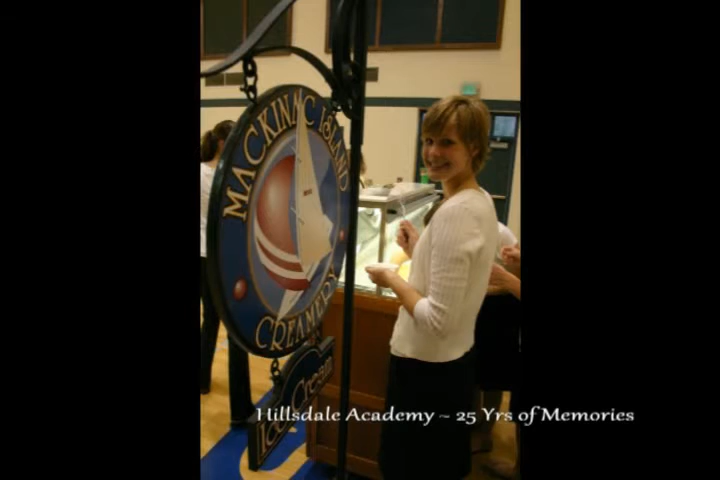 MACKINAC ISLAND
CREAMERY
Ice Cream
Hillsdale Academy ~ 25 Yrs of Memories